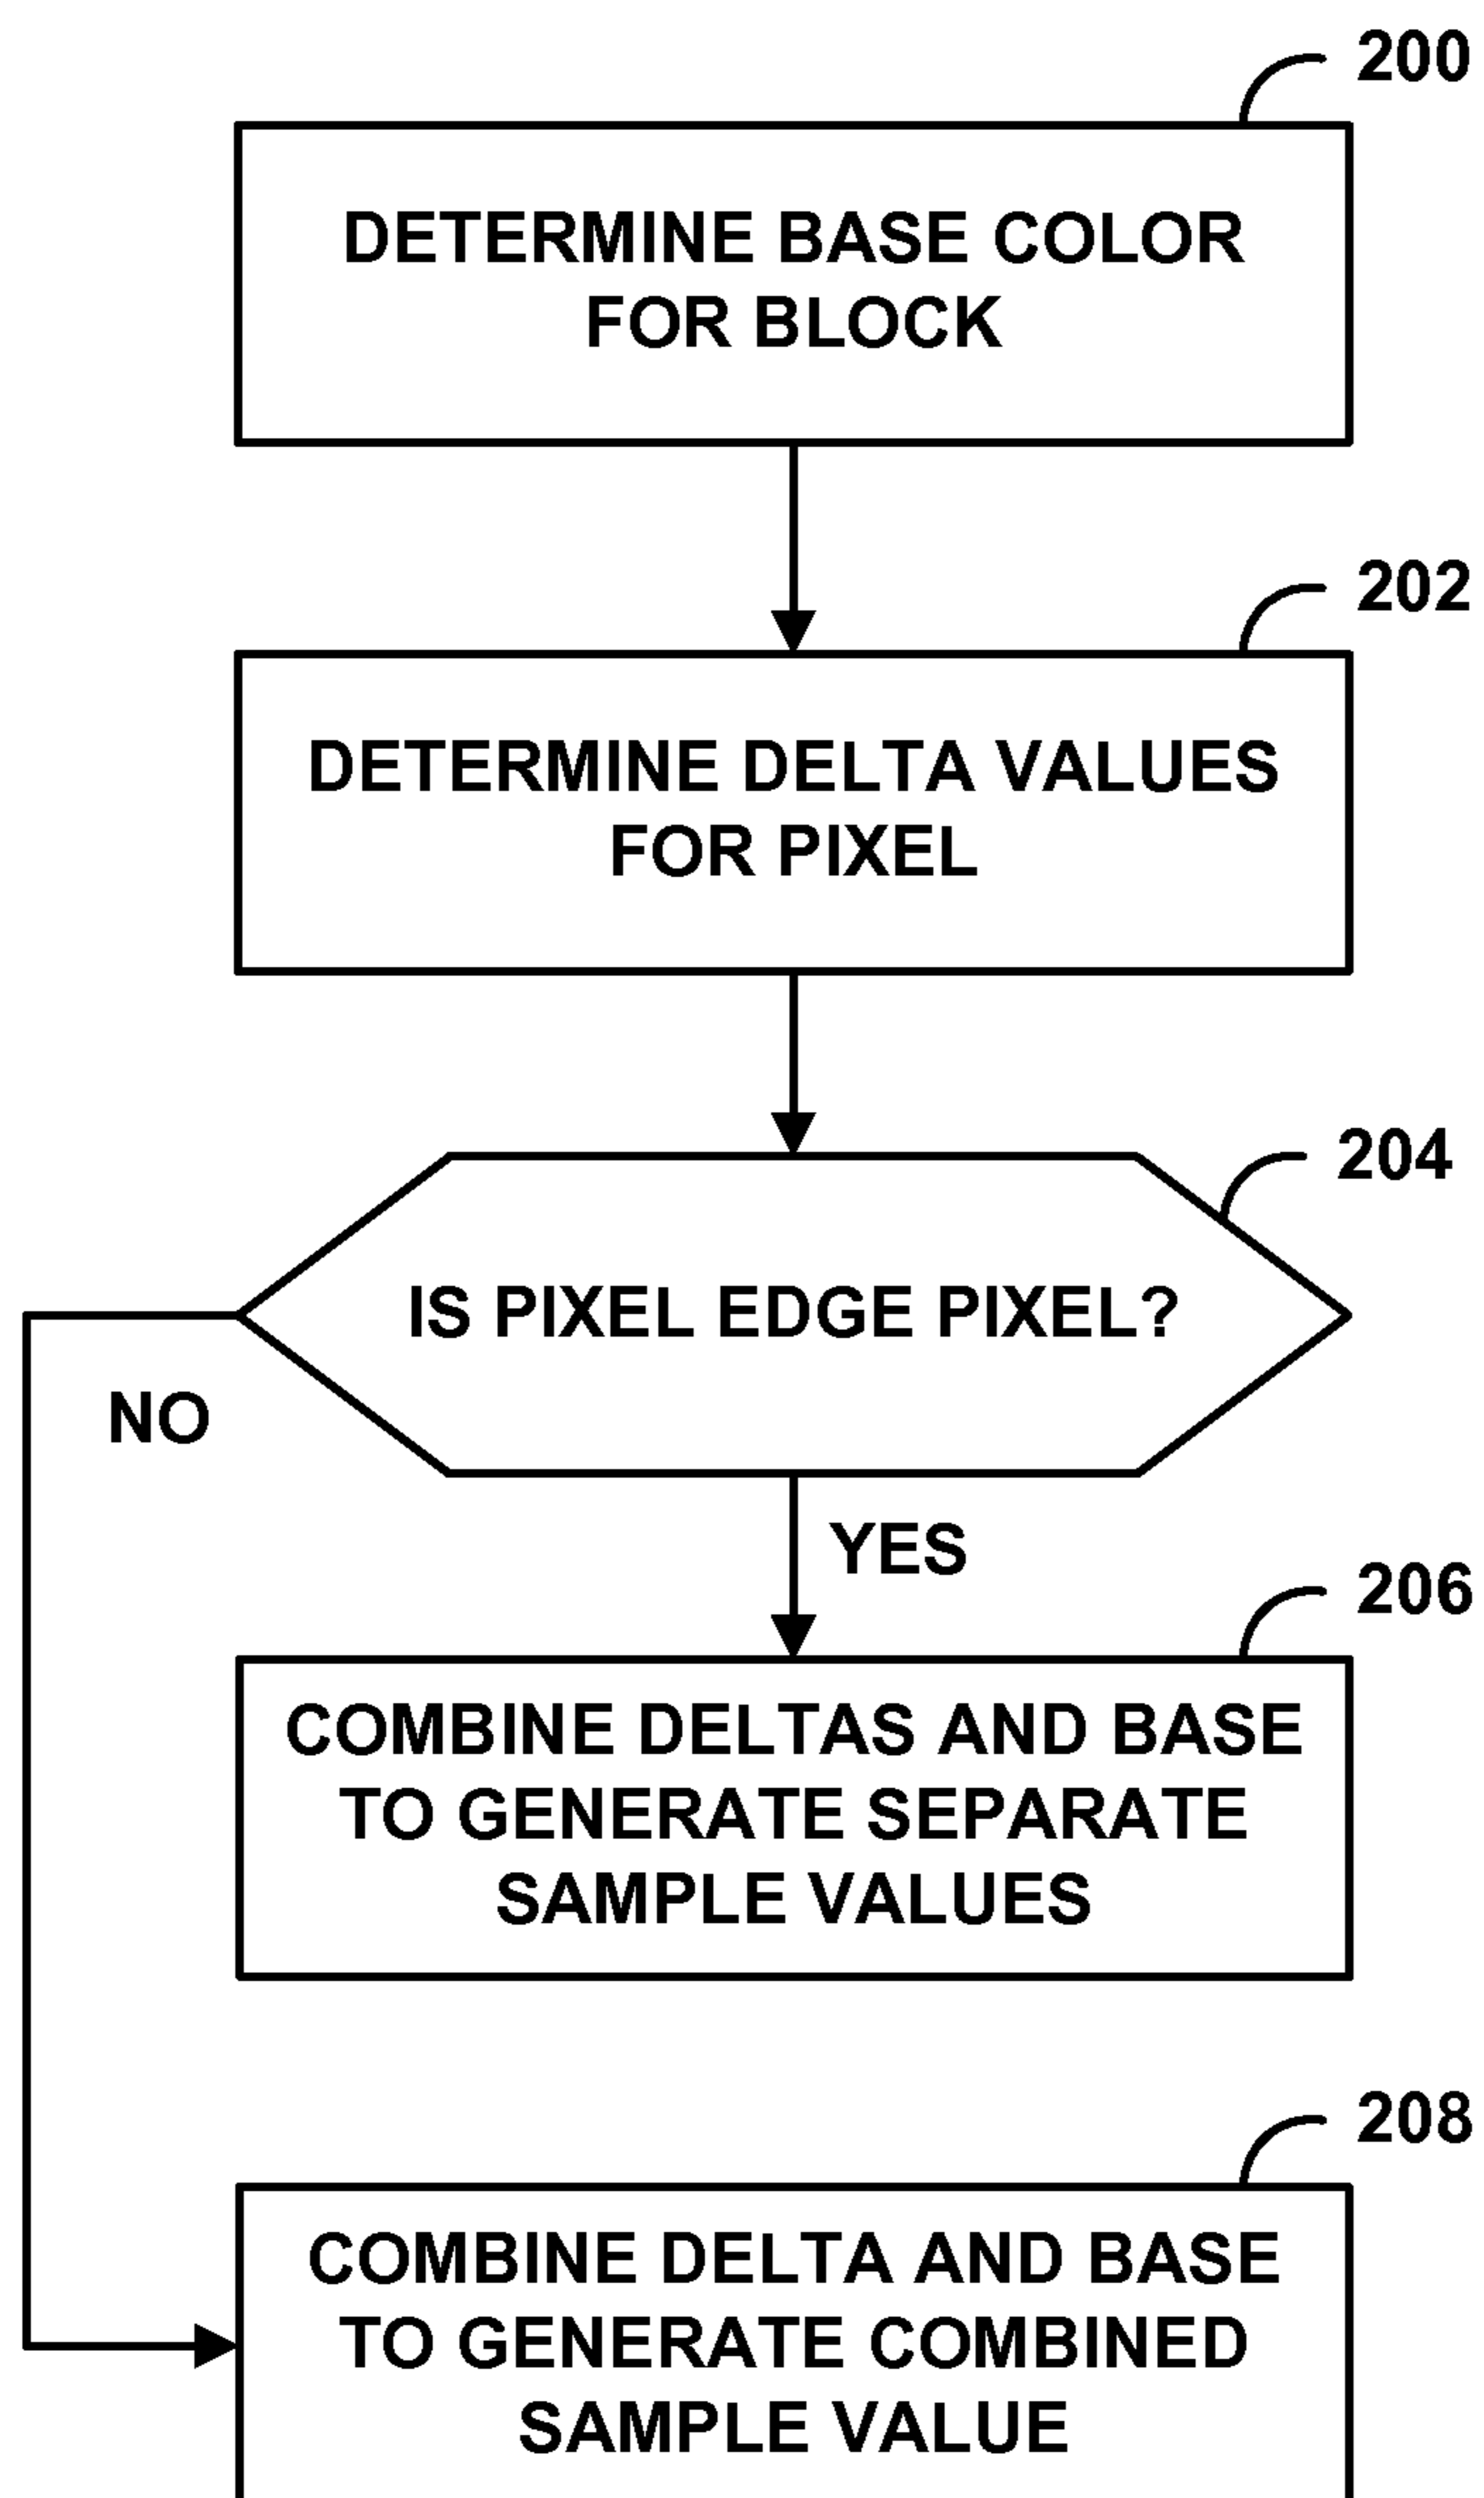 200
DETERMINE BASE COLOR
FOR BLOCK
202
DETERMINE DELTA VALUES
FOR PIXEL
204
IS PIXEL EDGE PIXEL?
NO
YES
206
COMBINE DELTAS AND BASE
TO GENERATE SEPARATE
SAMPLE VALUES
208
COMBINE DELTA AND BASE
TO GENERATE COMBINED
SAMPLE VALUE